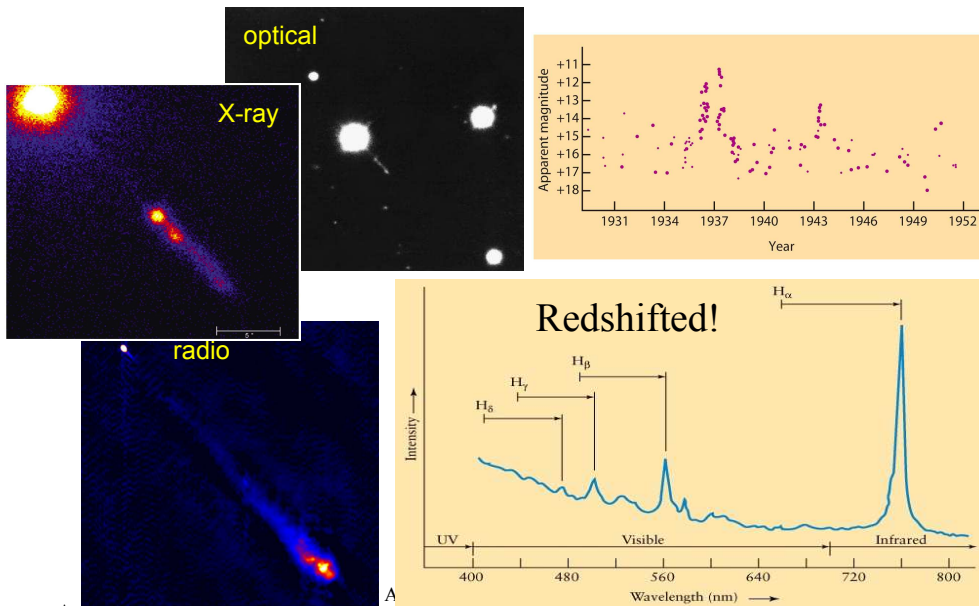 optical
X-ray
5 "
radio
Apparent magnitude
+11
+12
+13
+14
+15
+16
+17
+18
1931 1934 1937 1940 1943 1946 1949 1952
Year
Redshifted!
Hα
Hβ
Hγ
Hδ
Intensity
UV Visible Infrared
400 480 560 640 720 800
Wavelength (nm)
A